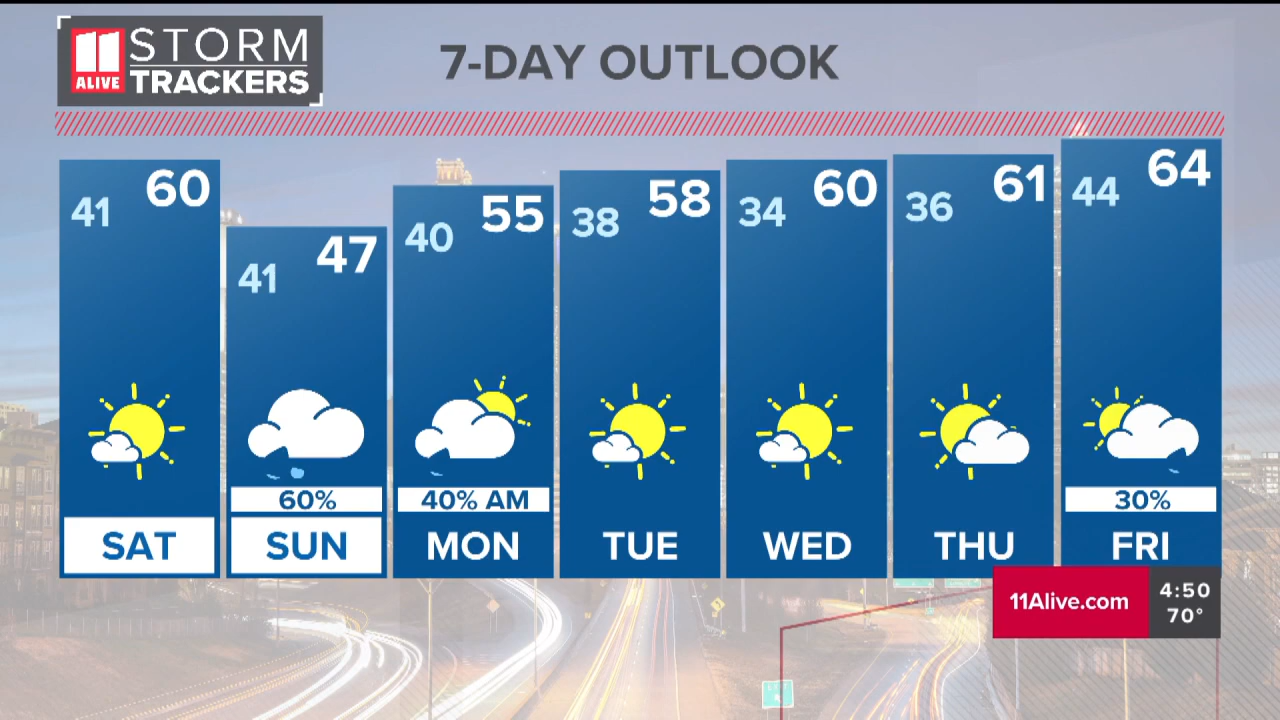 11
ALIVE
STORM
TRACKERS
7-DAY OUTLOOK
41 60
41 47
40 55
38 58
34 60
36 61
44 64
60%
40% AM
30%
SAT
SUN
MON
TUE
WED
THU
FRI
11Alive.com
4:50
70°